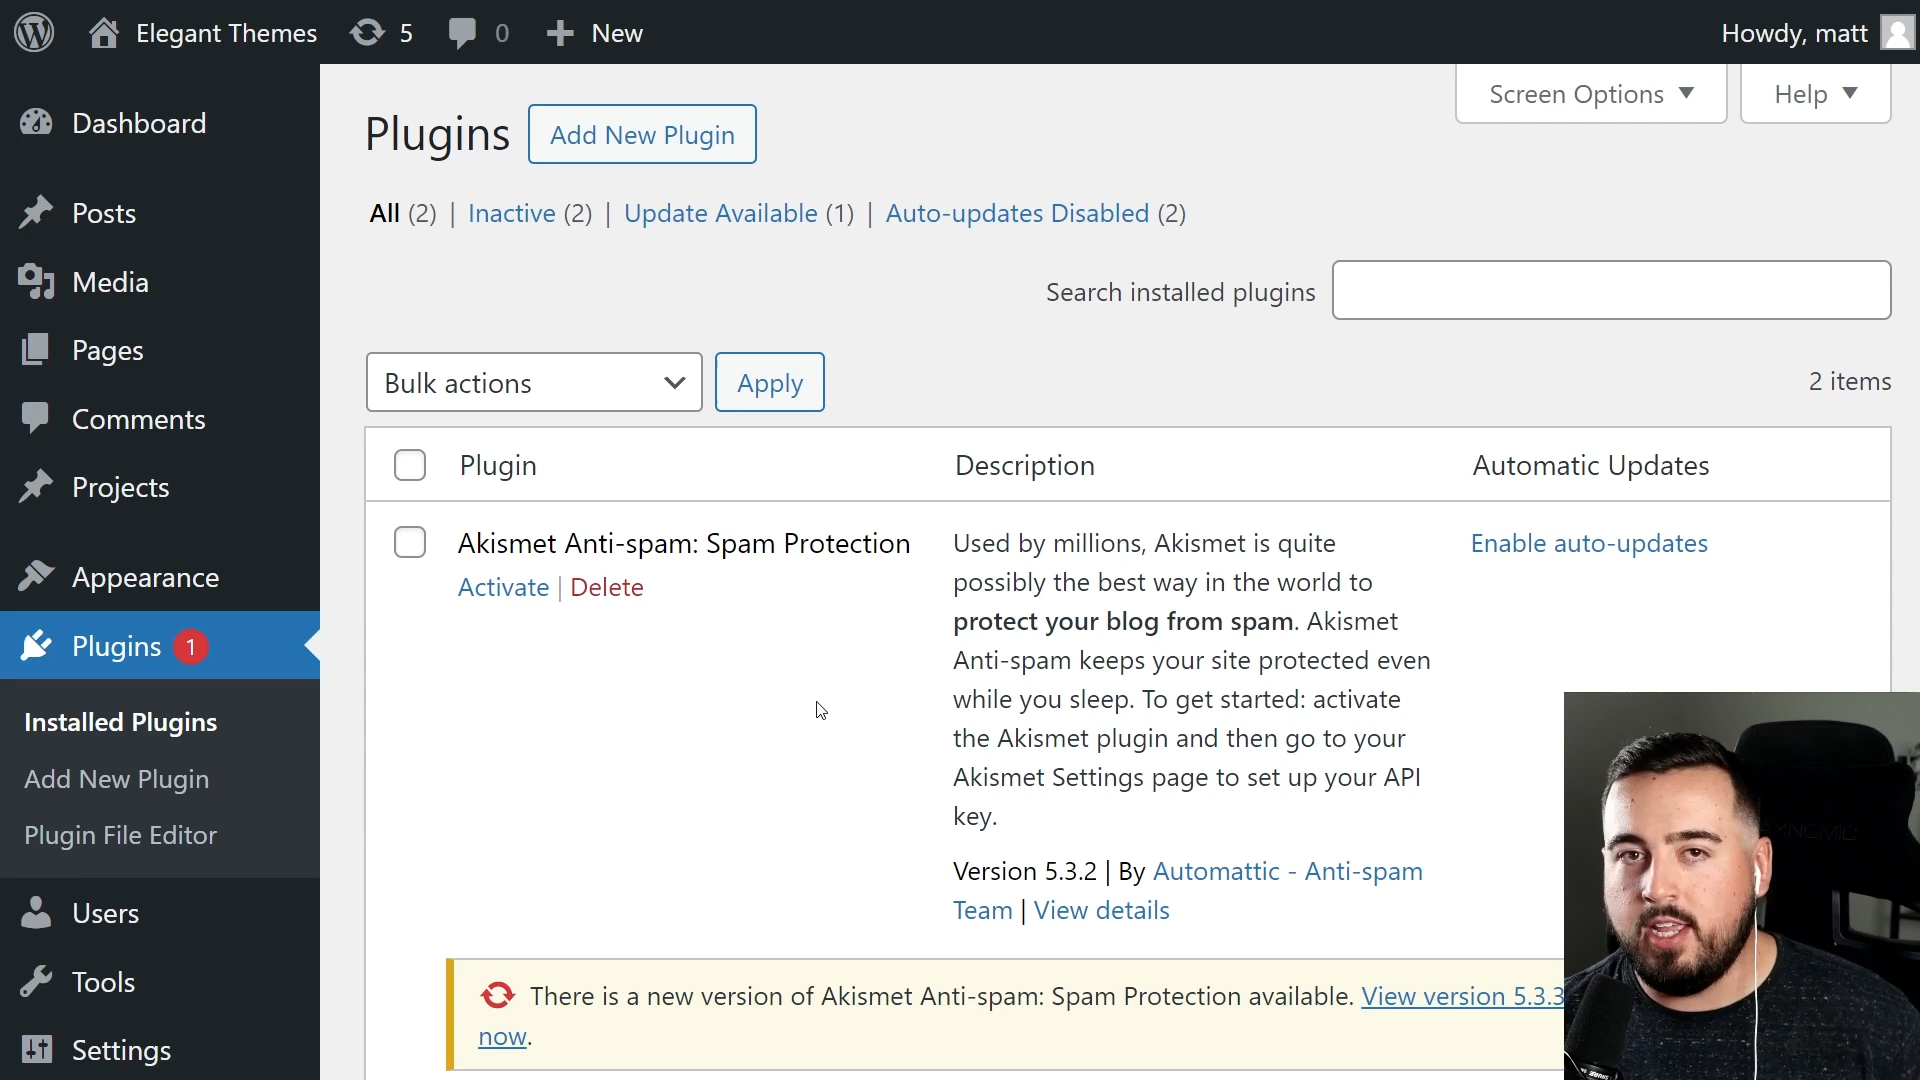 Elegant Themes 5 0 New Howdy, matt
Screen Options Help
Dashboard
Posts
Media
Pages
Comments
Projects
Appearance
Plugins 1
Installed Plugins
Add New Plugin
Plugin File Editor
Users
Tools
Settings
Plugins Add New Plugin
All (2) | Inactive (2) | Update Available (1) | Auto-updates Disabled (2)
Search installed plugins
Bulk actions Apply 2 items
Plugin Description Automatic Updates
Akismet Anti-spam: Spam Protection
Activate | Delete
Used by millions, Akismet is quite
possibly the best way in the world to
protect your blog from spam. Akismet
Anti-spam keeps your site protected even
while you sleep. To get started: activate
the Akismet plugin and then go to your
Akismet Settings page to set up your API
key.
Version 5.3.2 | By Automattic - Anti-spam
Team | View details
Enable auto-updates
There is a new version of Akismet Anti-spam: Spam Protection available. View version 5.3.3
now.